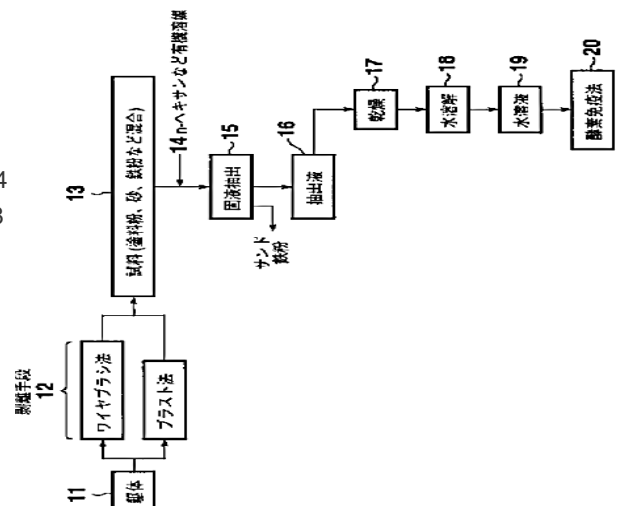 11
躯体
剝離手段
12
ワイヤブラシ法
ブラスト法
13
試料(塗料粉、砂、鉄粉など混合)
14 n-ヘキサンなど有機溶媒
15
固液抽出
サンド
鉄粉
16
抽出液
17
乾燥
18
水溶解
19
水溶液
20
酵素免疫法
4
3